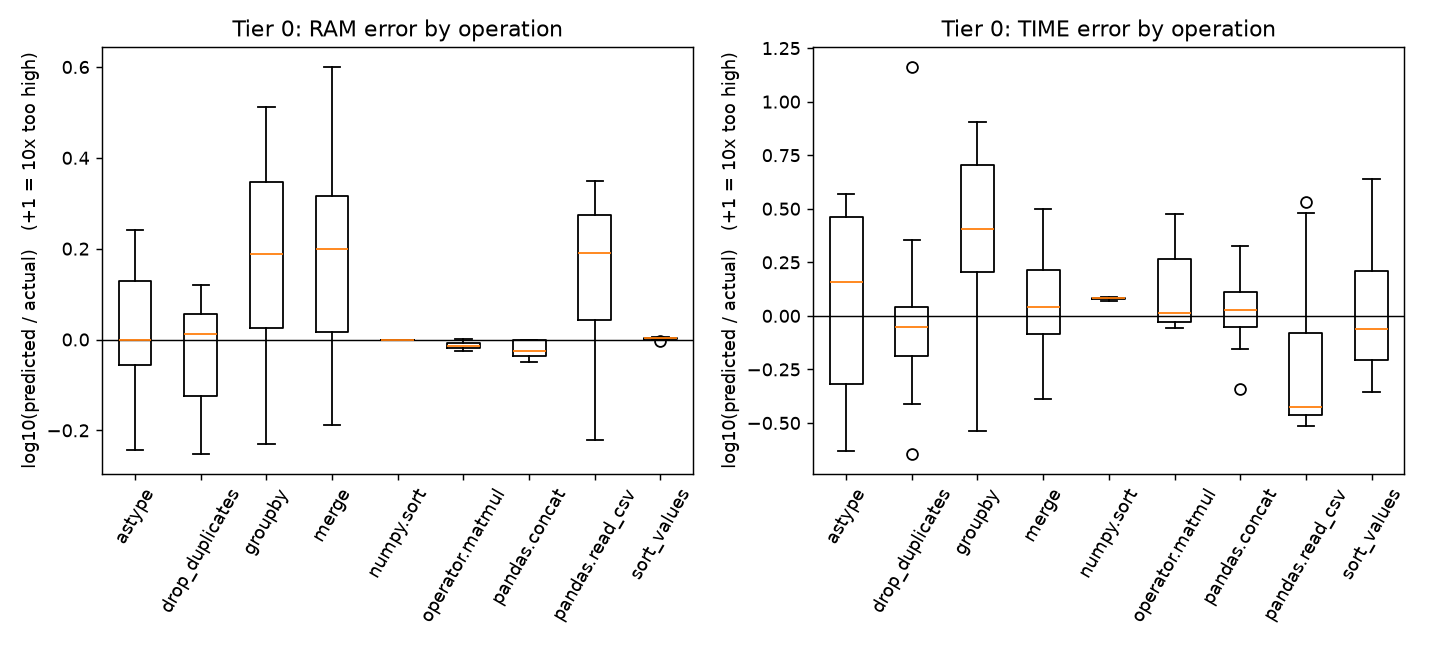 Tier 0: RAM error by operation
log10(predicted / actual)   (+1 = 10x too high)
0.6
0.4
0.2
0.0
−0.2
astype
drop_duplicates
groupby
merge
numpy.sort
operator.matmul
pandas.concat
pandas.read_csv
sort_values
Tier 0: TIME error by operation
log10(predicted / actual)   (+1 = 10x too high)
1.25
1.00
0.75
0.50
0.25
0.00
−0.25
−0.50
astype
drop_duplicates
groupby
merge
numpy.sort
operator.matmul
pandas.concat
pandas.read_csv
sort_values